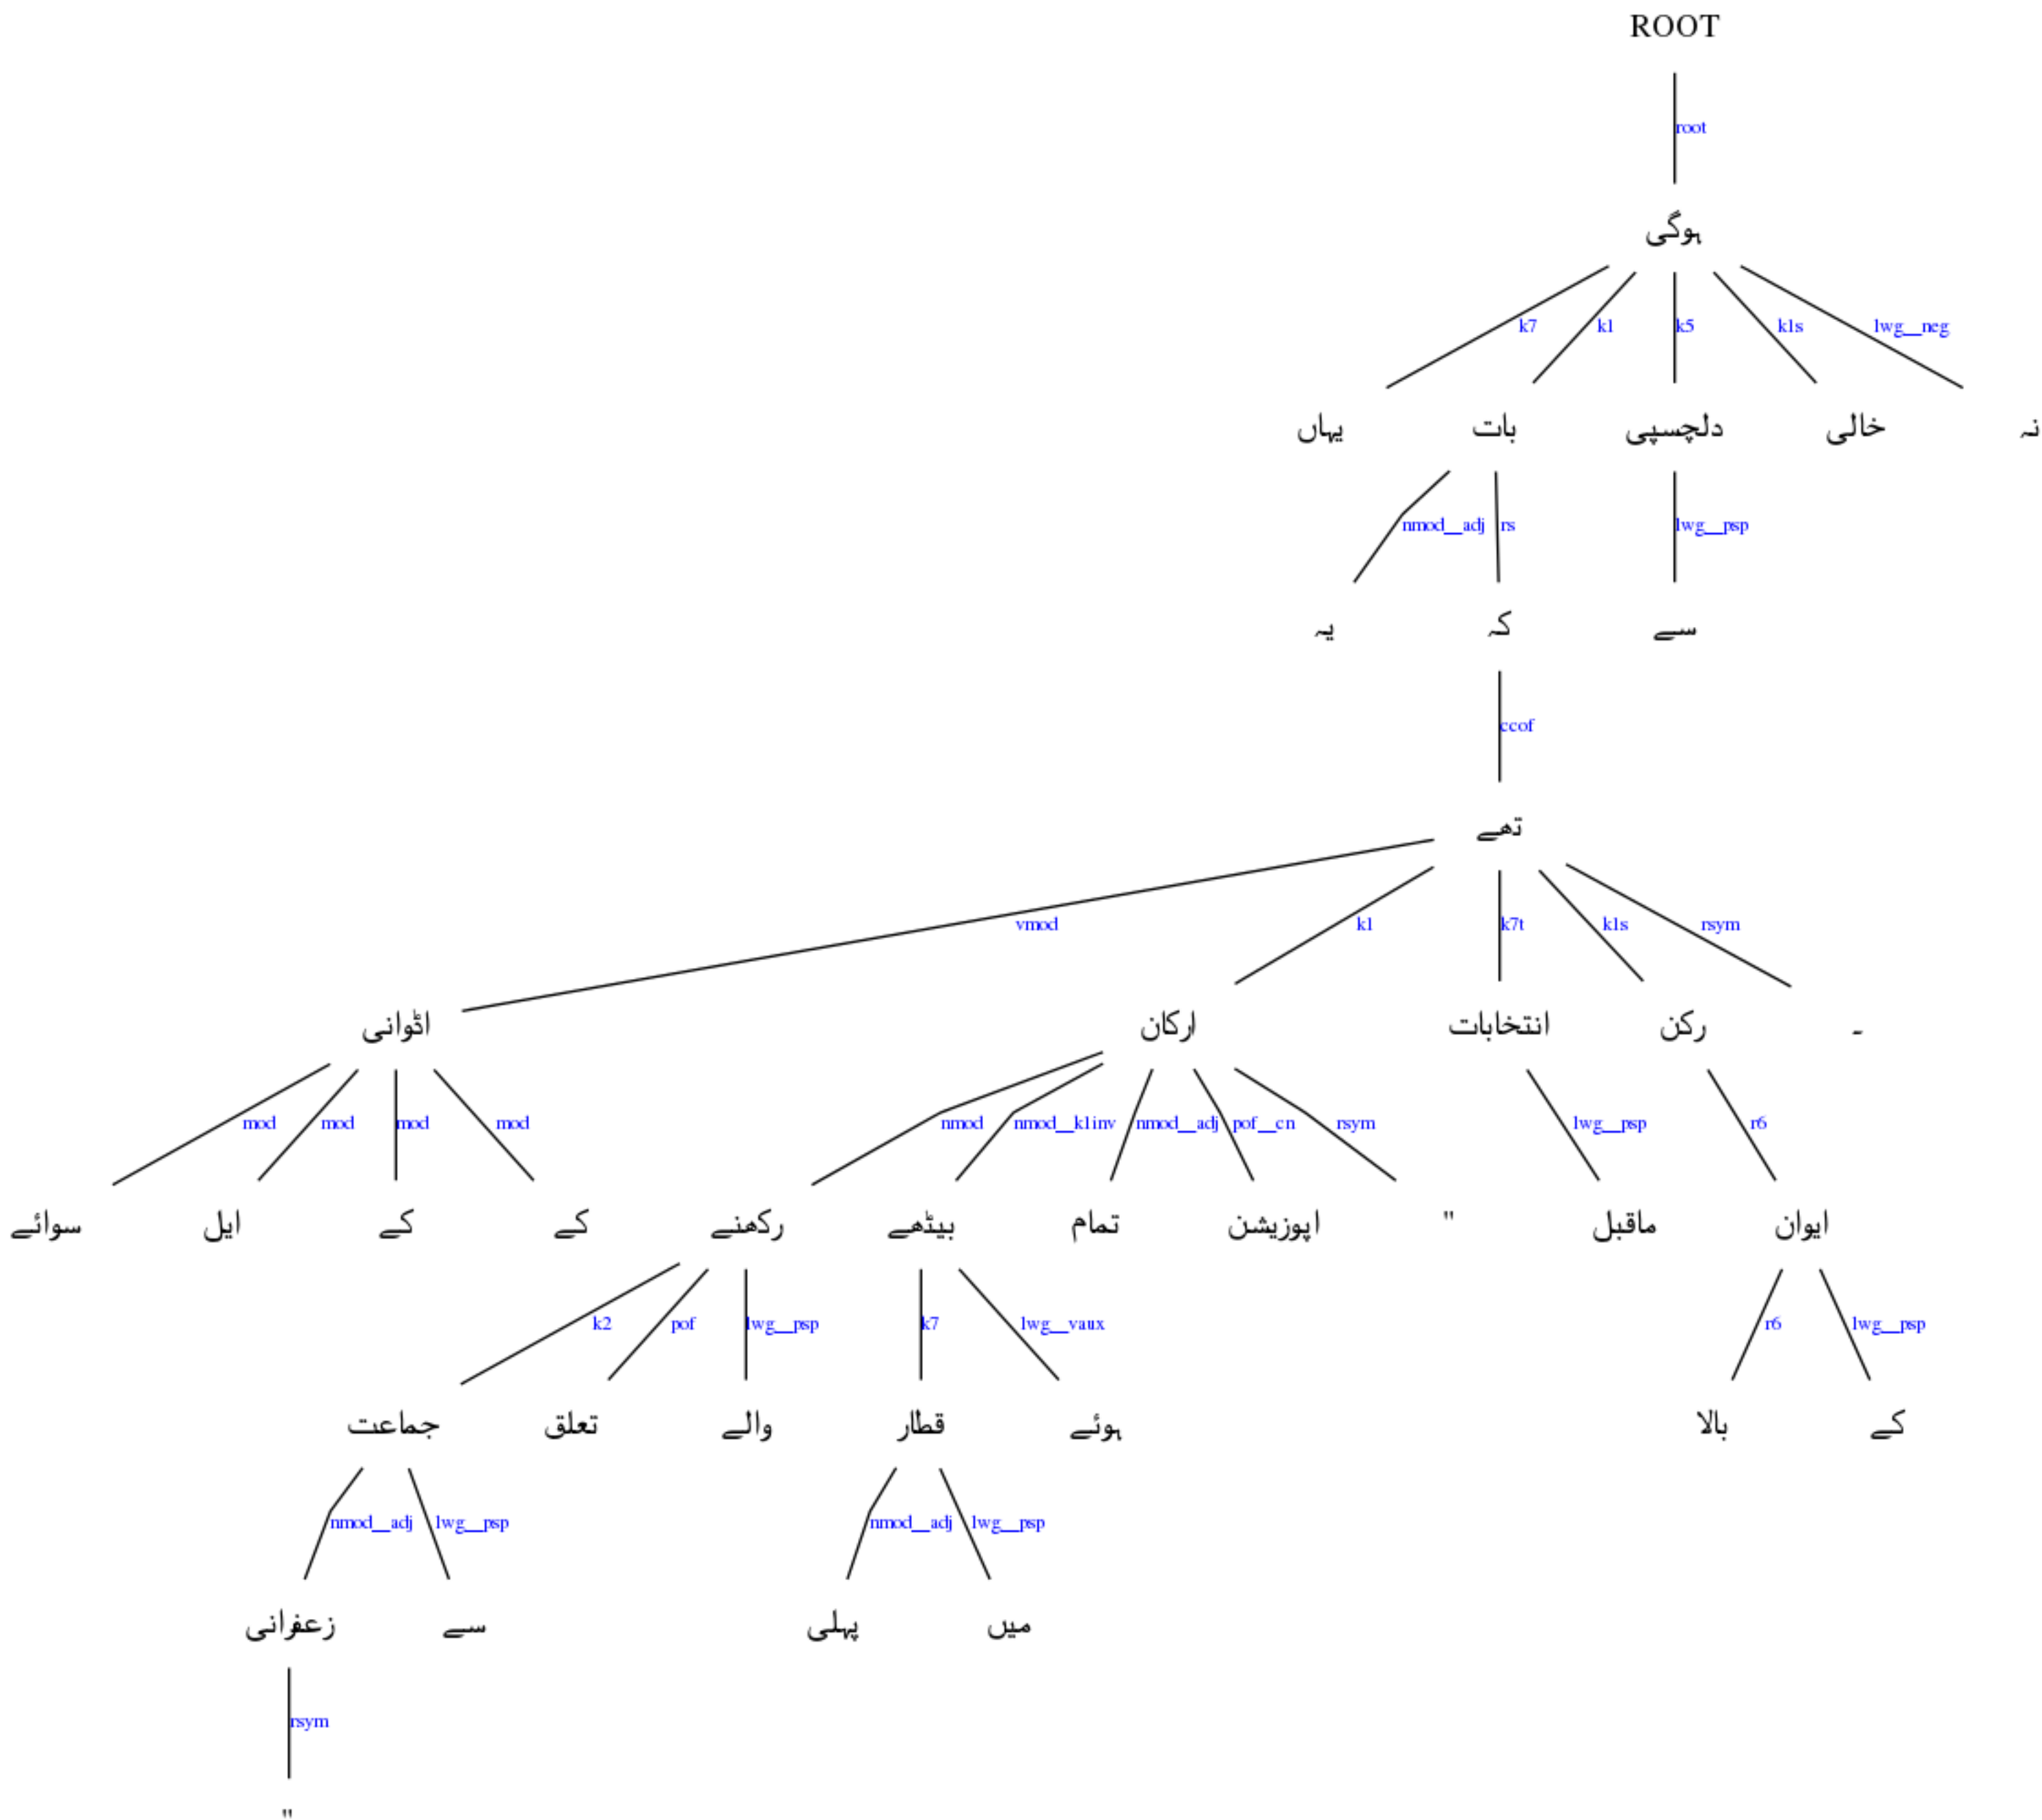 ROOT
root
ہوگی
k7 k1 k5 k1s lwg__neg
یہاں بات دلچسپی خالی نہ
nmod__adj rs lwg__psp
یہ کہ سے
ccof
تھے
vmod k1 k7t k1s rsym
اڈوانی ارکان انتخابات رکن ۔
mod mod mod mod nmod nmod__k1inv nmod__adj pof__cn rsym lwg__psp r6
سوائے ایل کے کے رکھنے بیٹھے تمام اپوزیشن " ماقبل ایوان
k2 pof lwg__psp k7 lwg__vaux r6 lwg__psp
جماعت تعلق والے قطار ہوئے بالا کے
nmod__adj lwg__psp nmod__adj lwg__psp
زعفرانی سے پہلی میں
rsym
"